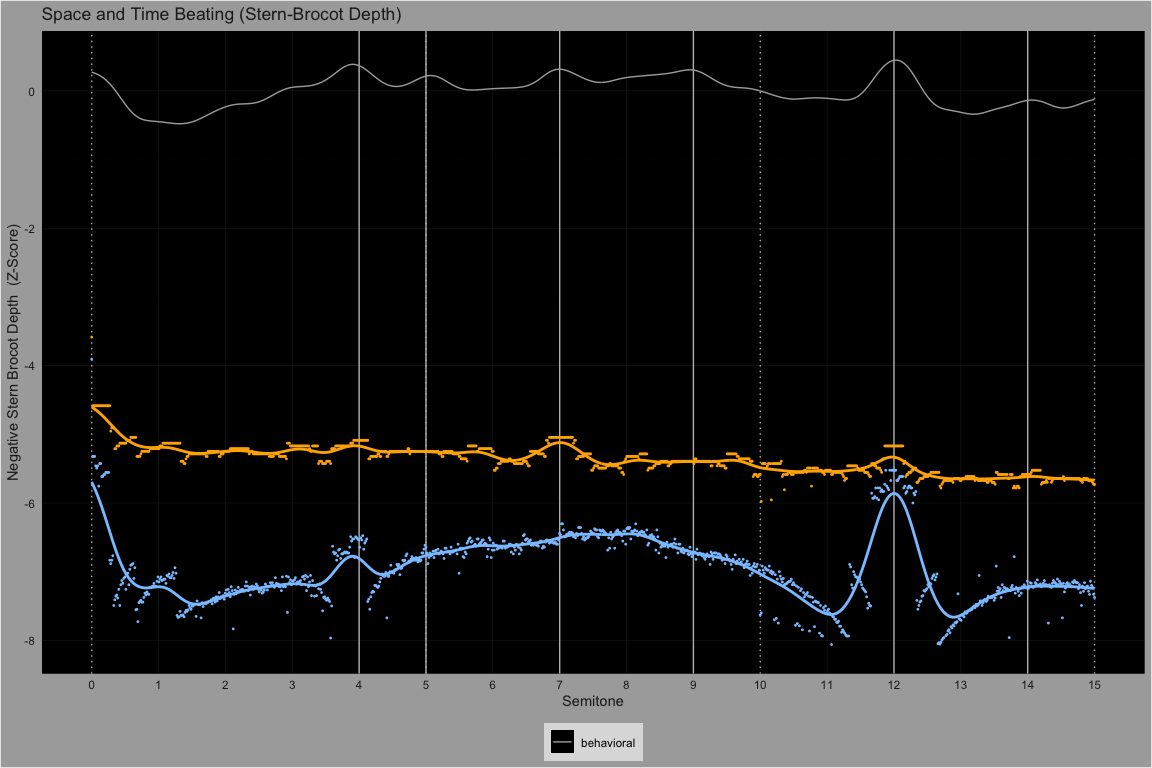 Space and Time Beating (Stern-Brocot Depth)
Negative Stern Brocot Depth  (Z-Score)
0
-2
-4
-6
-8
0 1 2 3 4 5 6 7 8 9 10 11 12 13 14 15
Semitone
behavioral